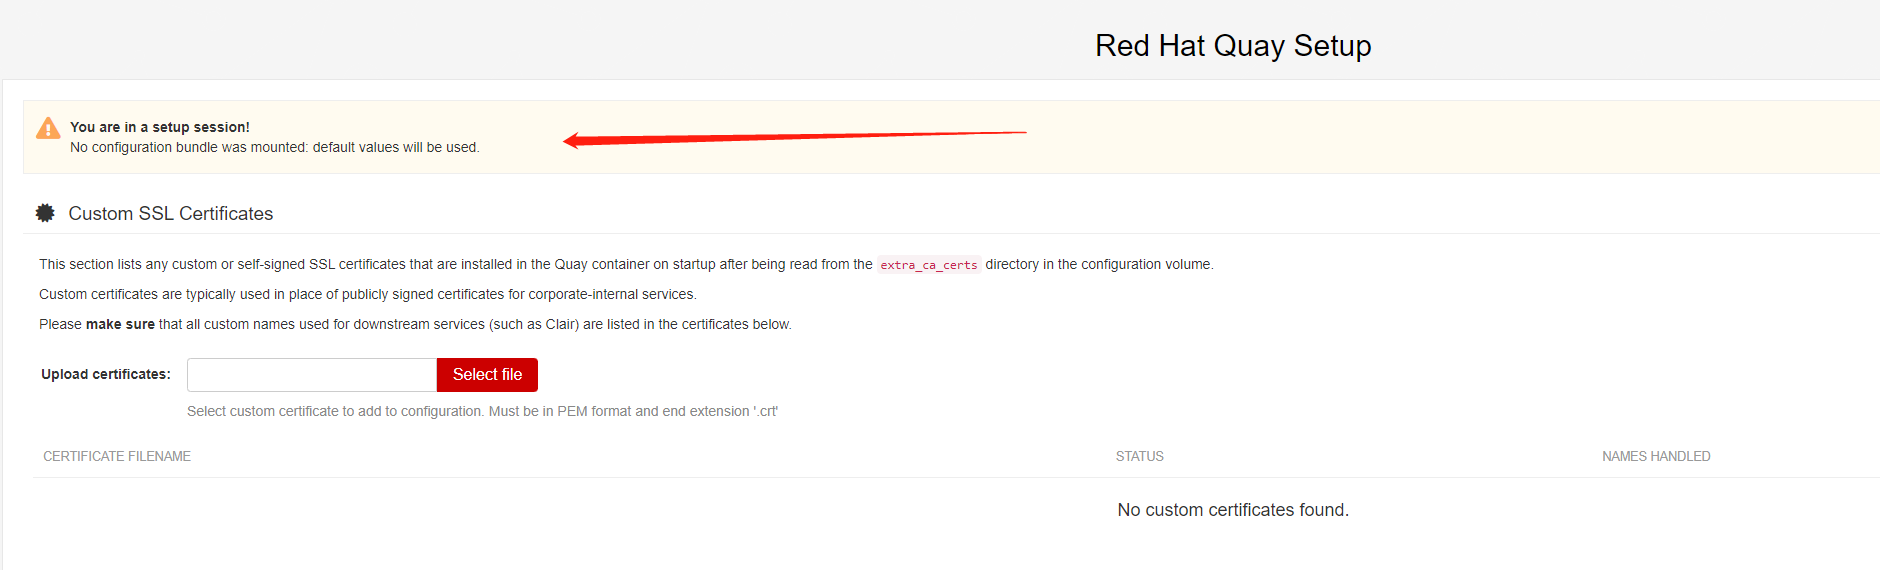 Red Hat Quay Setup
You are in a setup session!
No configuration bundle was mounted: default values will be used.
Custom SSL Certificates
This section lists any custom or self-signed SSL certificates that are installed in the Quay container on startup after being read from the extra_ca_certs directory in the configuration volume.
Custom certificates are typically used in place of publicly signed certificates for corporate-internal services.
Please make sure that all custom names used for downstream services (such as Clair) are listed in the certificates below.
Upload certificates: Select file
Select custom certificate to add to configuration. Must be in PEM format and end extension '.crt'
CERTIFICATE FILENAME STATUS NAMES HANDLED
No custom certificates found.